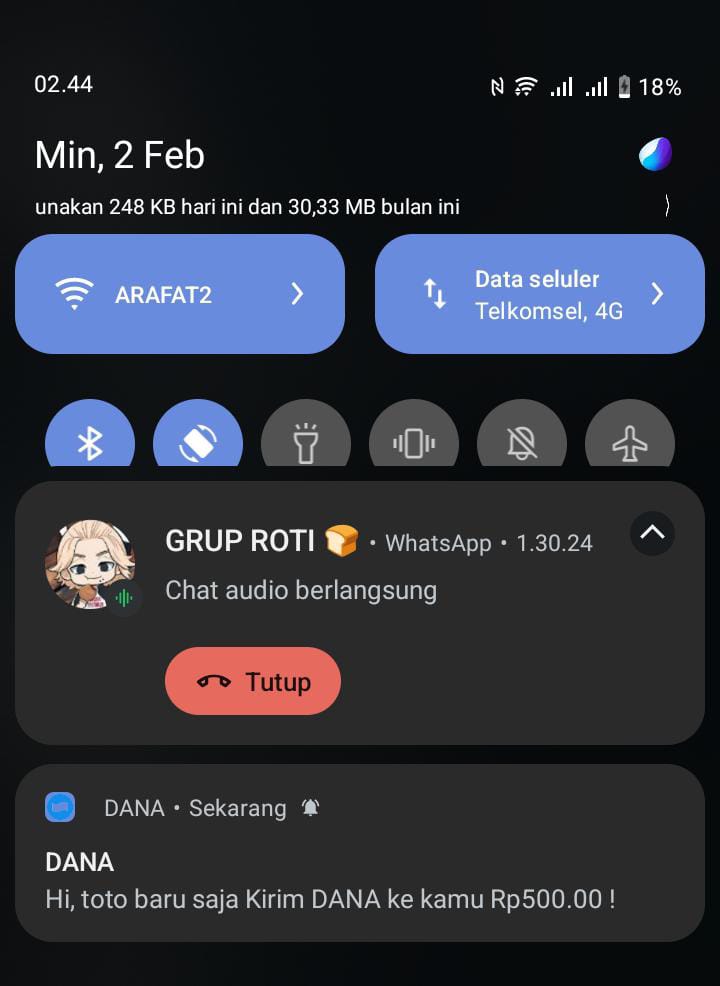 02.44
18%
Min, 2 Feb
unakan 248 KB hari ini dan 30,33 MB bulan ini
ARAFAT2
Data seluler
Telkomsel, 4G
GRUP ROTI 🍞 • WhatsApp • 1.30.24
Chat audio berlangsung
Tutup
DANA • Sekarang
DANA
Hi, toto baru saja Kirim DANA ke kamu Rp500.00 !